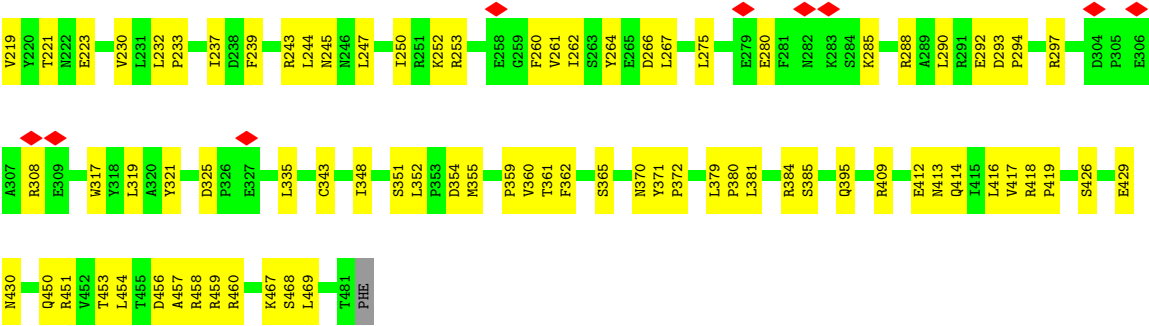 V219 Y220 T221 N222 E223 V230 L231 L232 P233 I237 D238 F239 R243 L244 N245 N246 L247 I250 R251 K252 R253 E258 G259 F260 V261 I262 S263 Y264 E265 D266 L267 L275 E279 E280 F281 N282 K283 S284 K285 R288 A289 L290 R291 E292 D293 P294 R297 D304 P305 E306
A307 R308 E309 W317 Y318 L319 A320 Y321 D325 P326 E327 L335 C343 I348 S351 L352 P353 D354 M355 P359 V360 T361 F362 S365 N370 Y371 P372 L379 P380 L381 R384 S385 Q395 R409 E412 N413 Q414 I415 L416 V417 R418 P419 S426 E429
N430 Q450 R451 V452 T453 L454 T455 D456 A457 R458 R459 R460 K467 S468 L469 T481 PHE